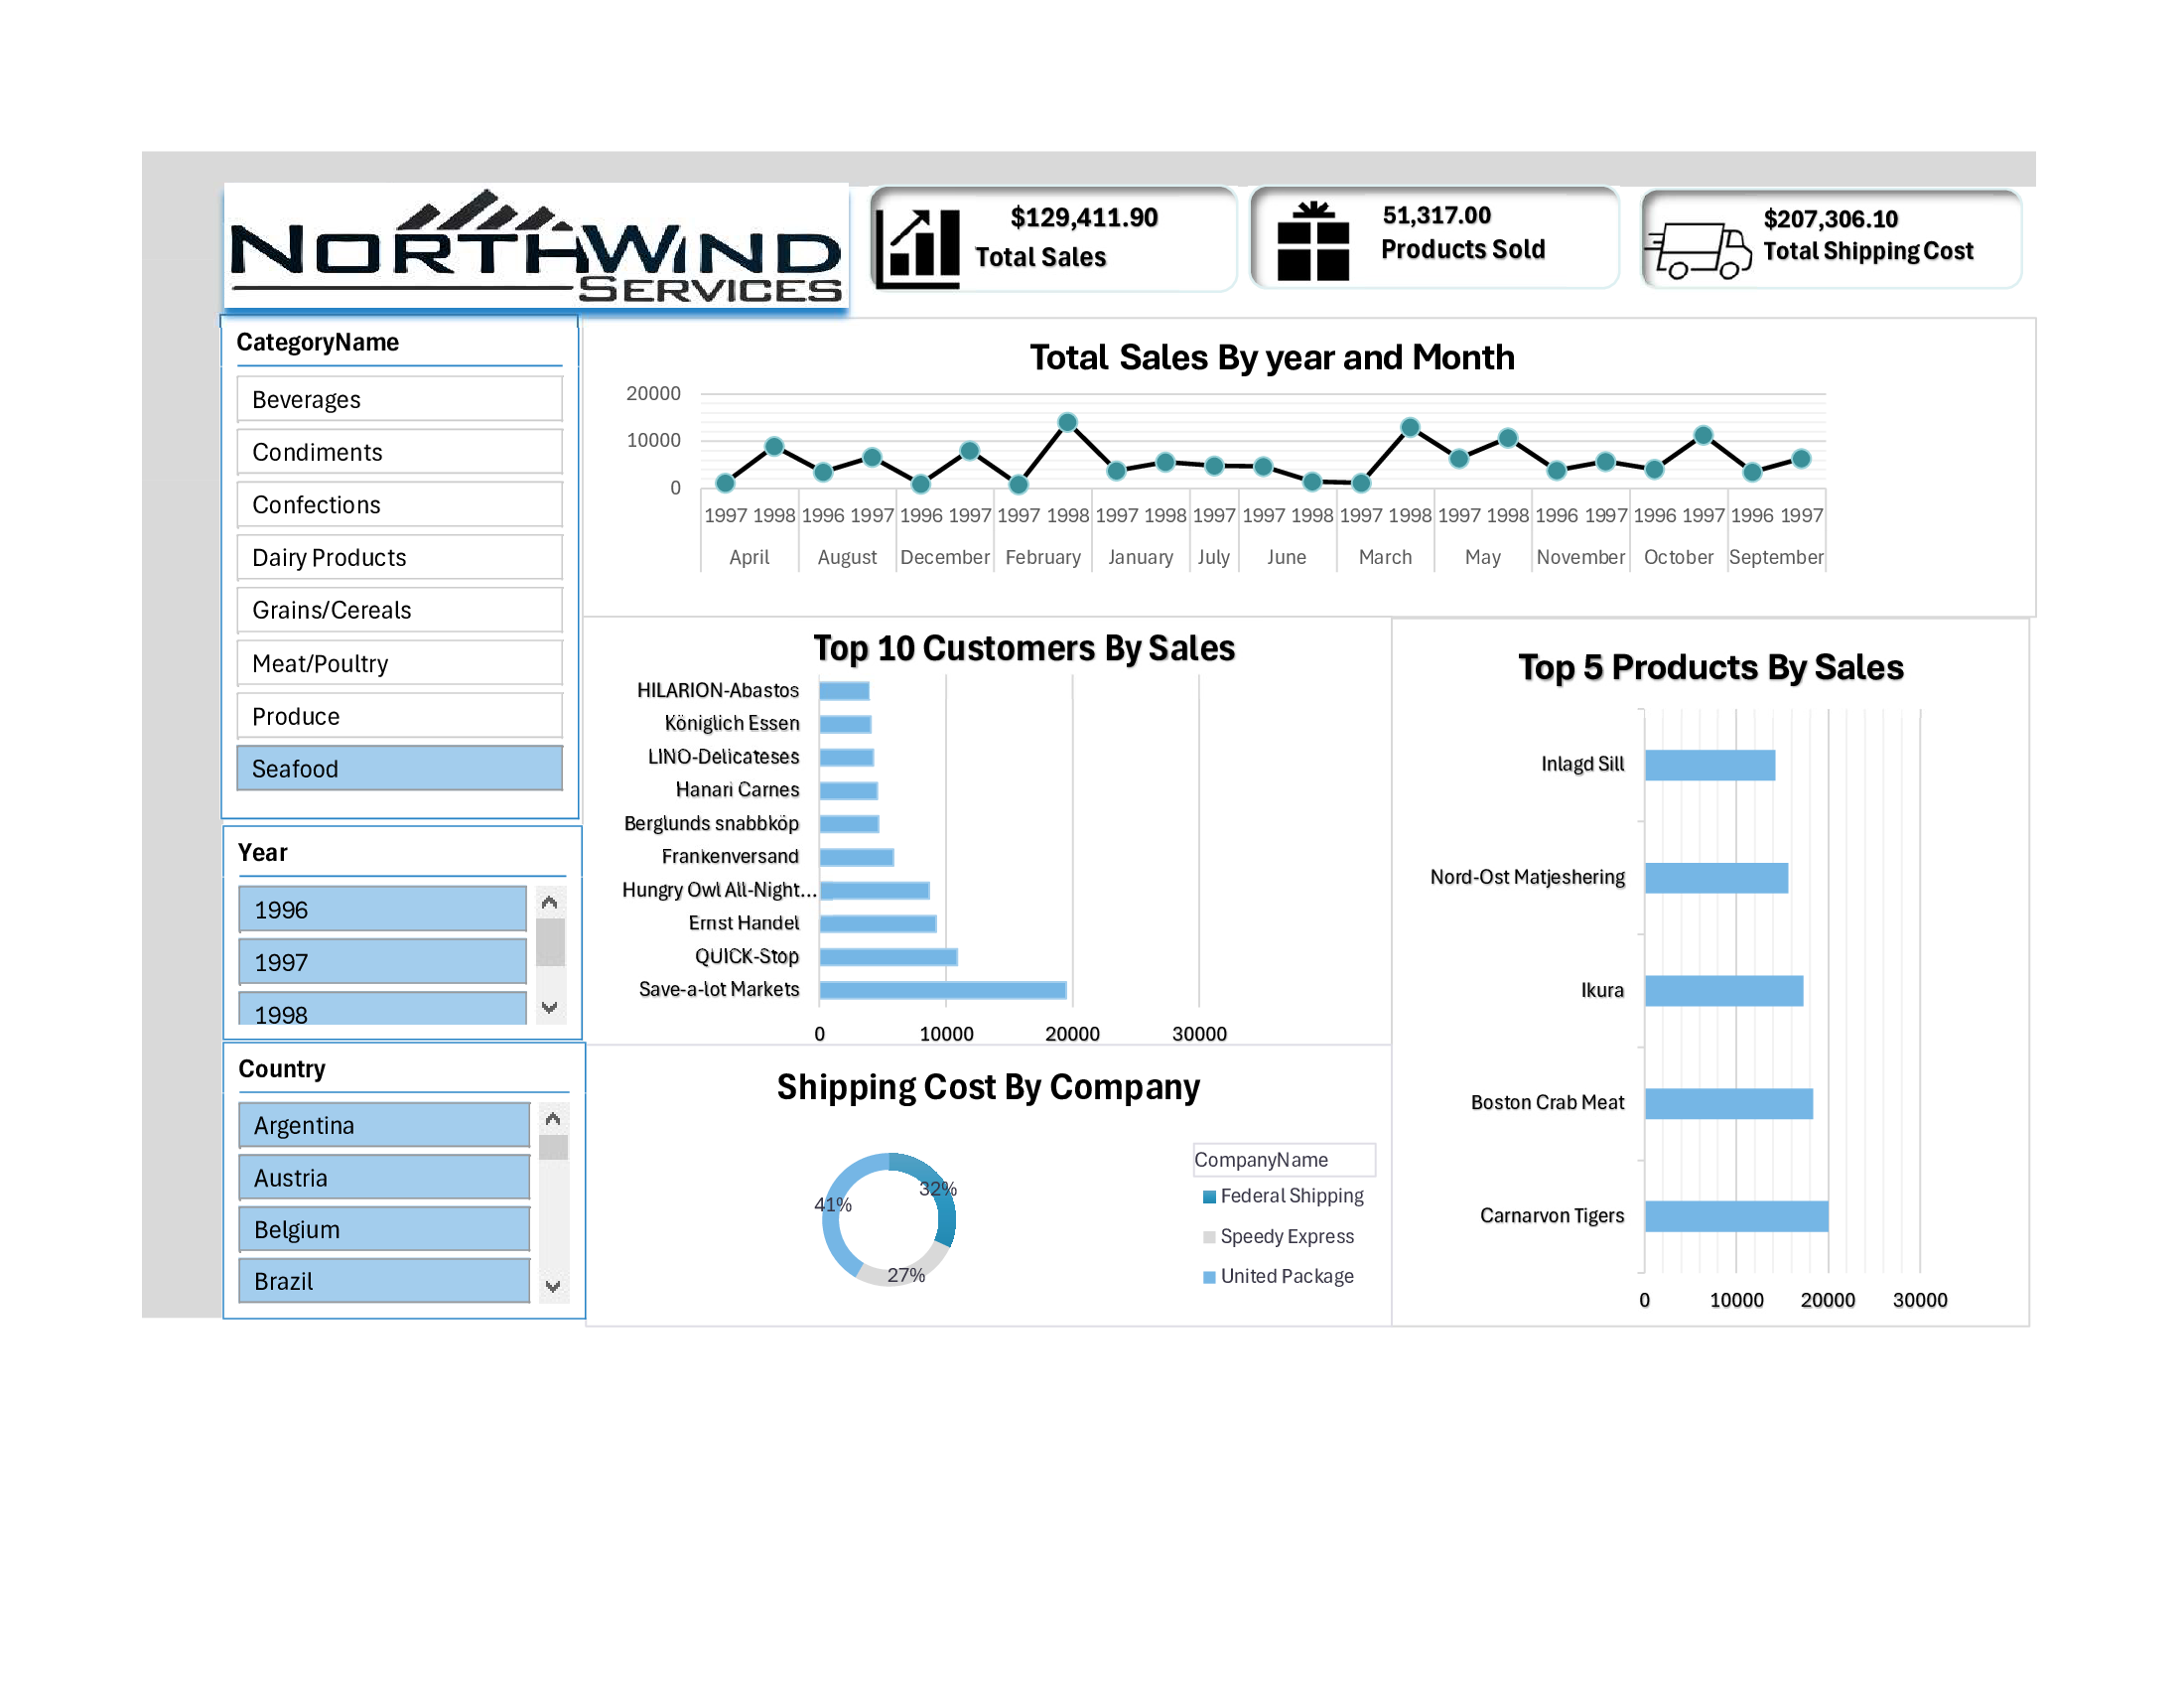 NORTHWIND
SERVICES
$129,411.90
Total Sales
51,317.00
Products Sold
$207,306.10
Total Shipping Cost
CategoryName
Beverages
Condiments
Confections
Dairy Products
Grains/Cereals
Meat/Poultry
Produce
Seafood
Year
1996
1997
1998
Country
Argentina
Austria
Belgium
Brazil
Total Sales By year and Month
20000
10000
0
1997 1998 1996 1997 1996 1997 1997 1998 1997 1998 1997 1997 1998 1997 1998 1997 1998 1996 1997 1996 1997 1996 1997
April August December February January July June March May November October September
Top 10 Customers By Sales
HILARION-Abastos
Königlich Essen
LINO-Delicateses
Hanari Carnes
Berglunds snabbköp
Frankenversand
Hungry Owl All-Night...
Ernst Handel
QUICK-Stop
Save-a-lot Markets
0 10000 20000 30000
Shipping Cost By Company
32%
41%
27%
CompanyName
Federal Shipping
Speedy Express
United Package
Top 5 Products By Sales
Inlagd Sill
Nord-Ost Matjeshering
Ikura
Boston Crab Meat
Carnarvon Tigers
0 10000 20000 30000